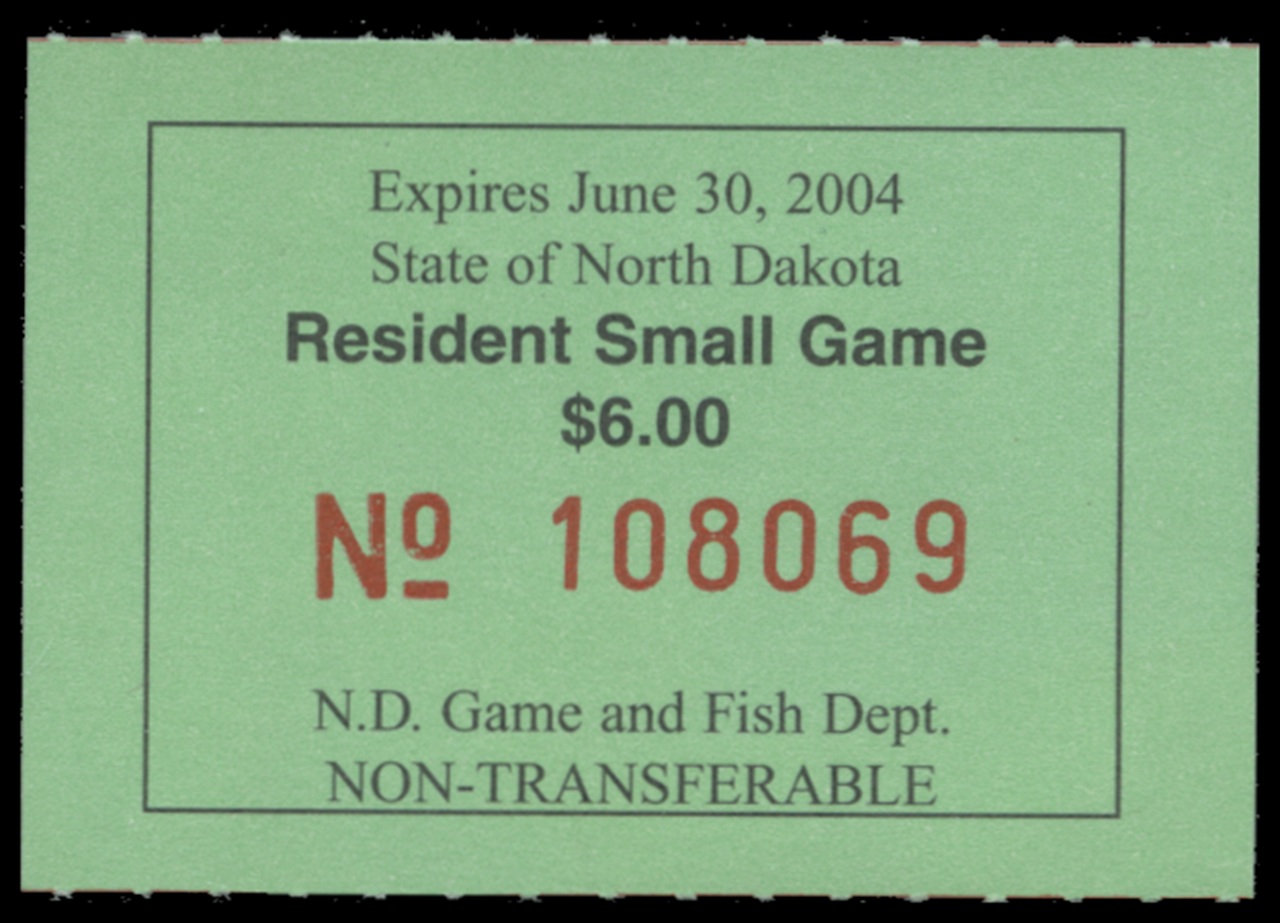 Expires June 30, 2004
State of North Dakota
Resident Small Game
$6.00
Nº 108069
N.D. Game and Fish Dept.
NON-TRANSFERABLE